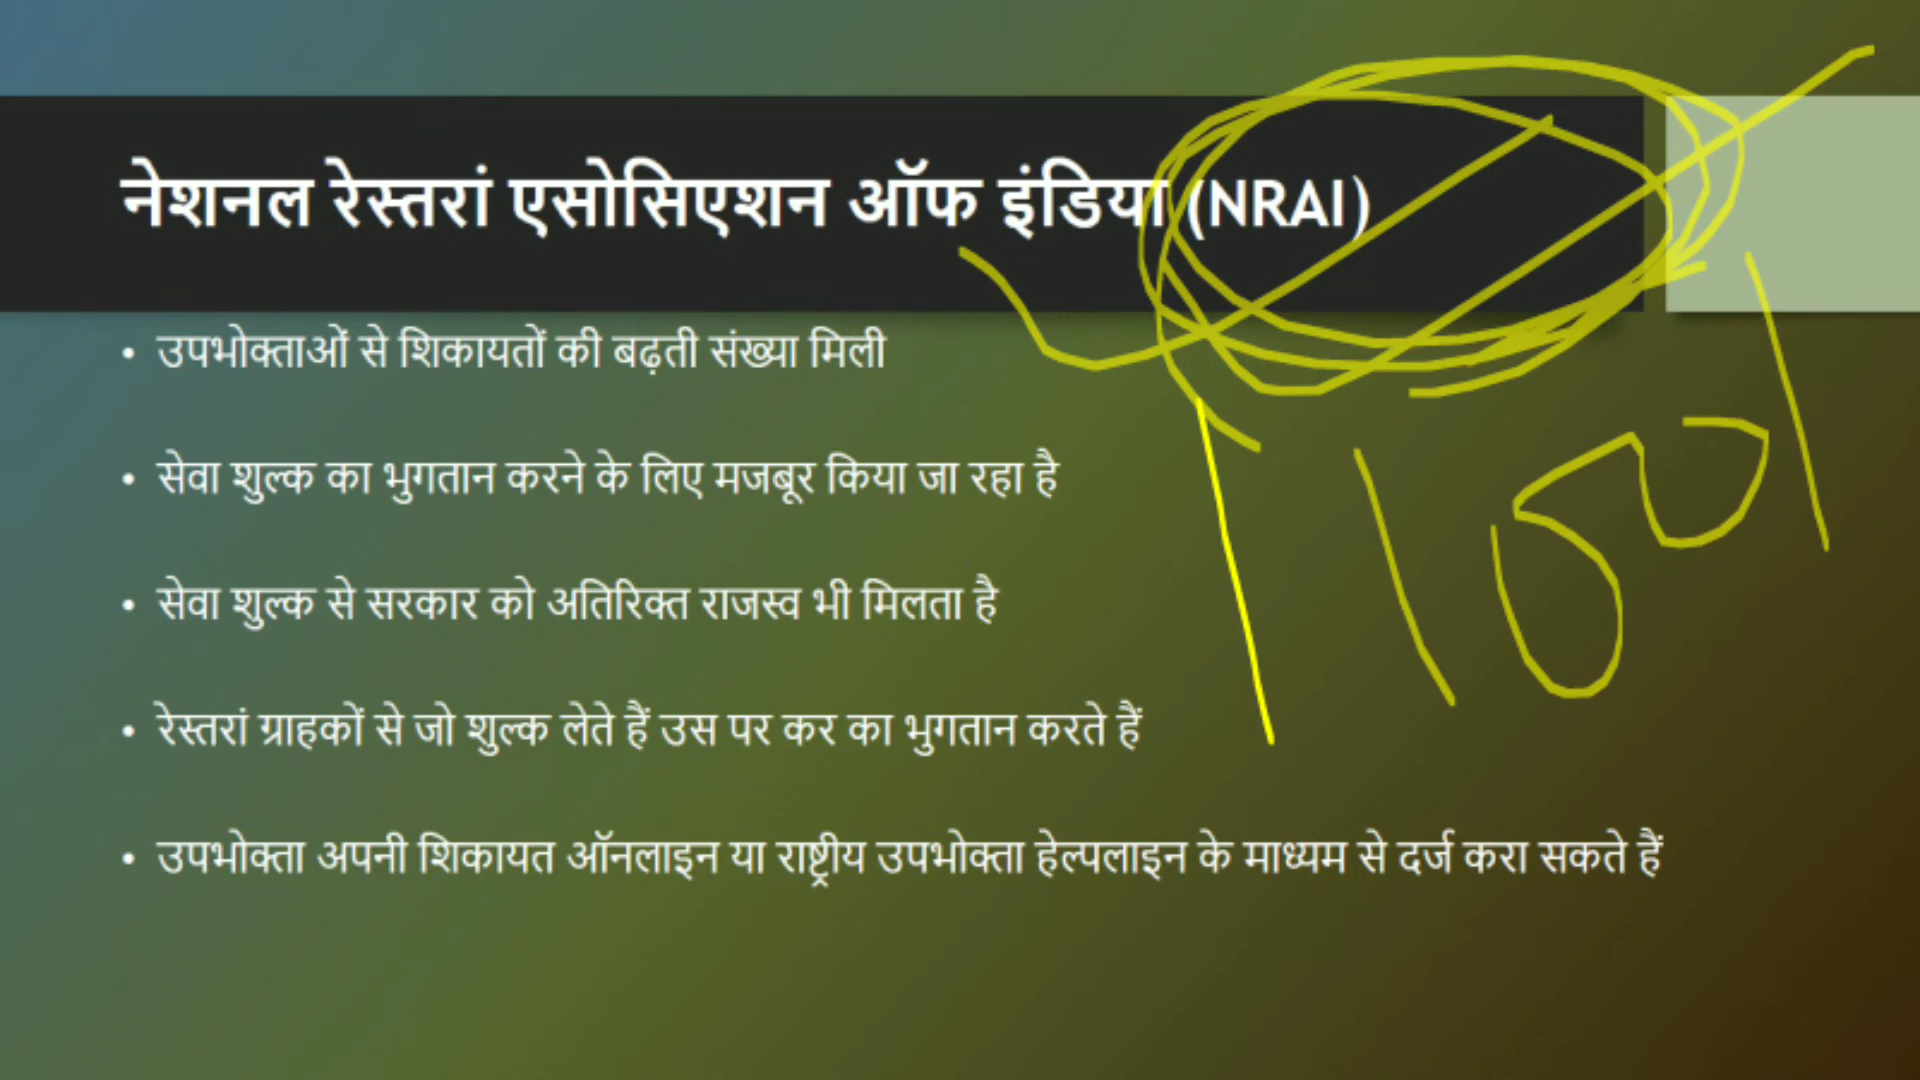 नेशनल रेस्तरां एसोसिएशन ऑफ इंडिया (NRAI)
• उपभोक्ताओं से शिकायतों की बढ़ती संख्या मिली
• सेवा शुल्क का भुगतान करने के लिए मजबूर किया जा रहा है
• सेवा शुल्क से सरकार को अतिरिक्त राजस्व भी मिलता है
• रेस्तरां ग्राहकों से जो शुल्क लेते हैं उस पर कर का भुगतान करते हैं
• उपभोक्ता अपनी शिकायत ऑनलाइन या राष्ट्रीय उपभोक्ता हेल्पलाइन के माध्यम से दर्ज करा सकते हैं